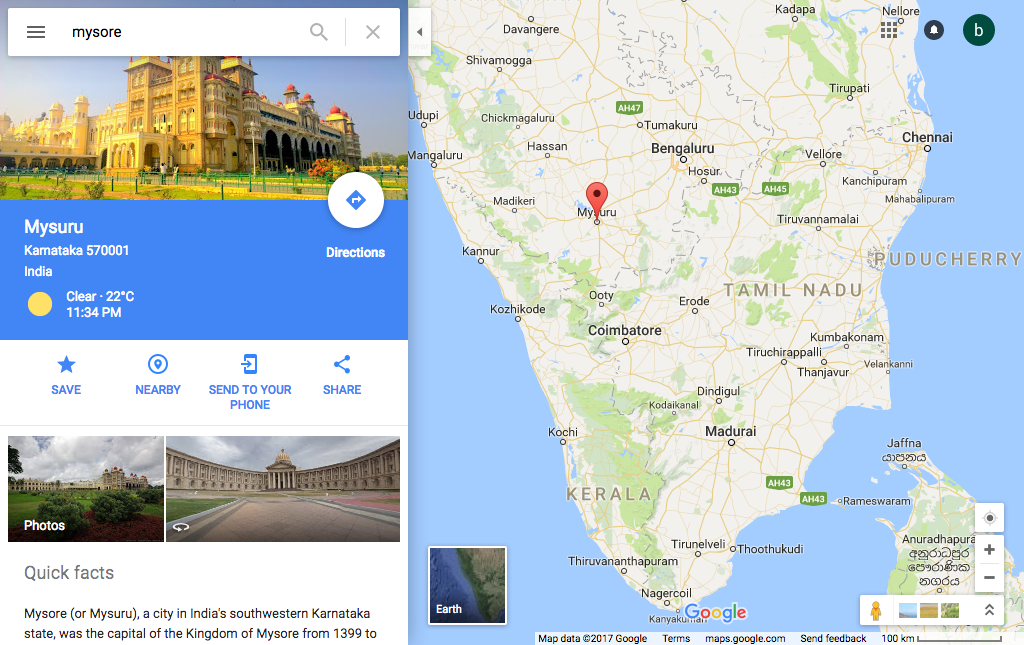 mysore
Mysuru
Karnataka 570001
India
Directions
Clear · 22°C
11:34 PM
SAVE
NEARBY
SEND TO YOUR
PHONE
SHARE
Photos
Quick facts
Mysore (or Mysuru), a city in India's southwestern Karnataka
state, was the capital of the Kingdom of Mysore from 1399 to
b
Kadapa
Nellore
Davangere
Shivamogga
Tirupati
Udupi
Chickmagaluru
AH47
Tumakuru
Chennai
Hassan
Bengaluru
Mangaluru
Vellore
Hosur
Kanchipuram
AH43
AH45
Mahabalipuram
Madikeri
Mysuru
Tiruvannamalai
Kannur
PUDUCHERRY
TAMIL NADU
Ooty
Erode
Kozhikode
Coimbatore
Kumbakonam
Tiruchirappalli
Velankanni
Thanjavur
Dindigul
Kodaikanal
Kochi
Madurai
Jaffna
යාපනය
AH43
KERALA
AH43
Rameswaram
Anuradhapura
අනුරාධපුර
පෞරාණික
නගරය
Tirunelveli
Thoothukudi
Thiruvananthapuram
Nagercoil
Kanyakumari
Earth
Google
Map data ©2017 Google
Terms
maps.google.com
Send feedback
100 km